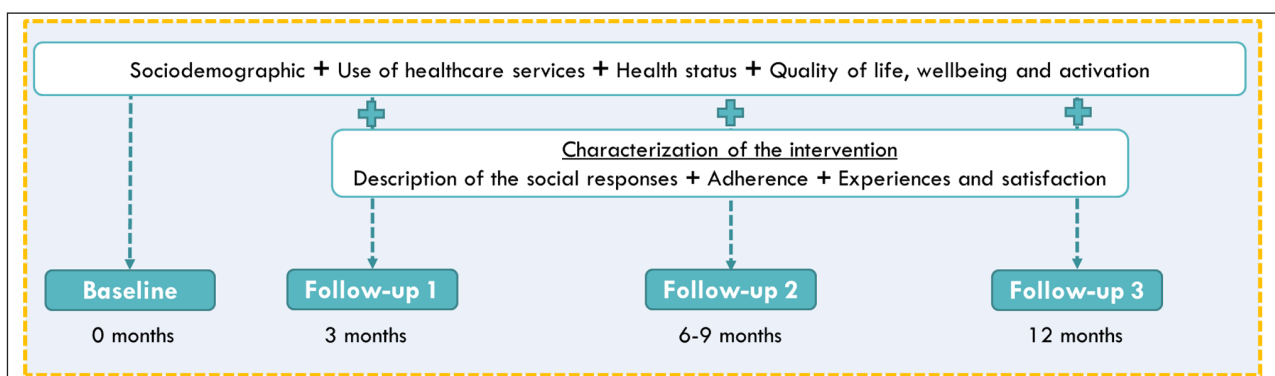 Sociodemographic + Use of healthcare services + Health status + Quality of life, wellbeing and activation
Characterization of the intervention
Description of the social responses + Adherence + Experiences and satisfaction
Baseline
Follow-up 1
Follow-up 2
Follow-up 3
0 months
3 months
6-9 months
12 months